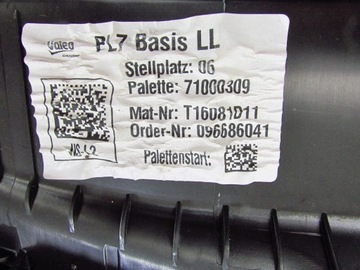 Valeo
PL7 Basis LL
Stellplatz: 06
Palette: 71000309
Mat-Nr: T16081D11
Order-Nr: 096686041
Palettenstart: